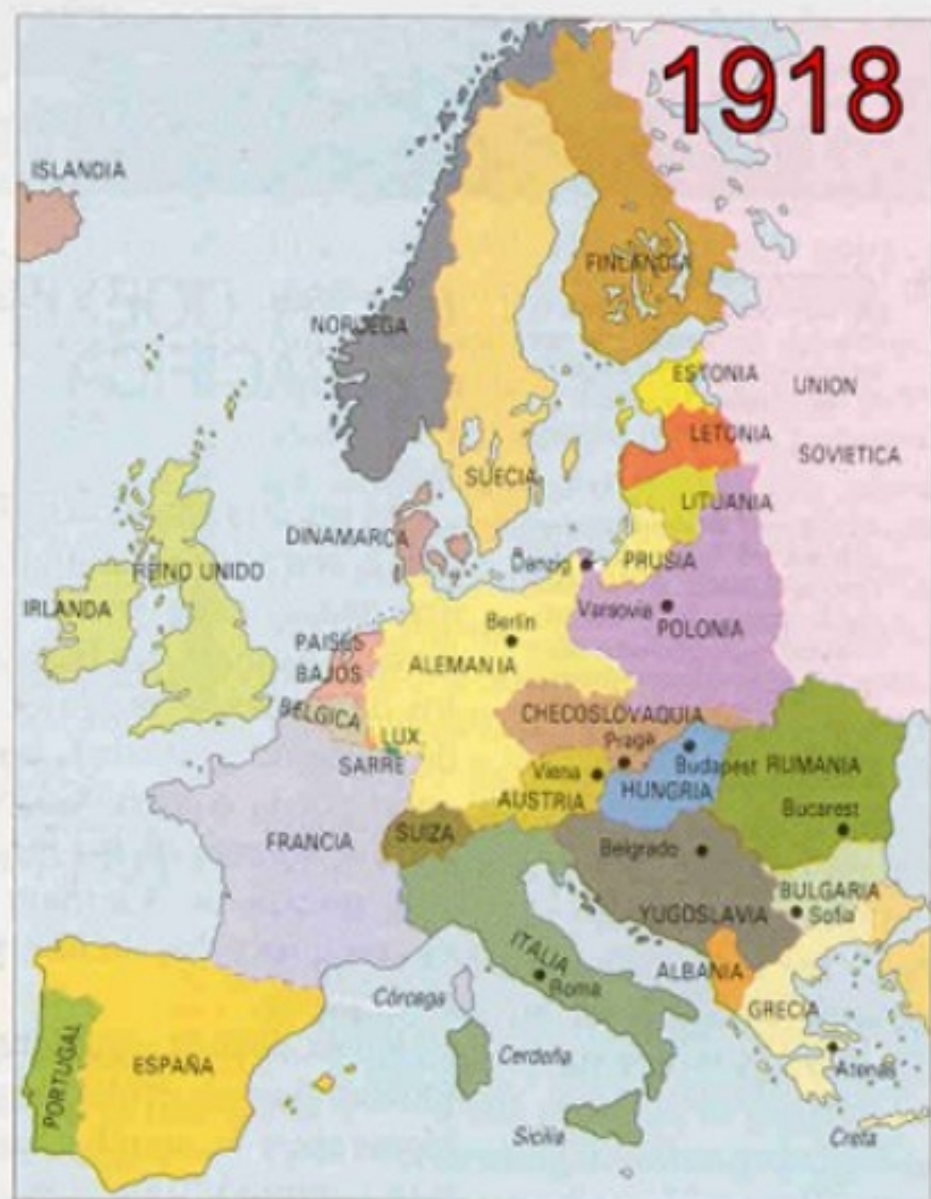 1918
ISLANDIA
FINLANDIA
NORUEGA
ESTONIA
UNION
LETONIA
SOVIETICA
SUECIA
LITUANIA
DINAMARCA
Danzig
PRUSIA
REINO UNIDO
IRLANDA
Varsovia
POLONIA
Berlín
PAISES
BAJOS
ALEMANIA
BELGICA
CHECOSLOVAQUIA
LUX.
Praga
SARRE
Viena
Budapest
RUMANIA
AUSTRIA
HUNGRIA
Bucarest
FRANCIA
SUIZA
Belgrado
BULGARIA
YUGOSLAVIA
Sofia
ITALIA
ALBANIA
Roma
Córcega
GRECIA
PORTUGAL
ESPAÑA
Cerdeña
Atenas
Sicilia
Creta